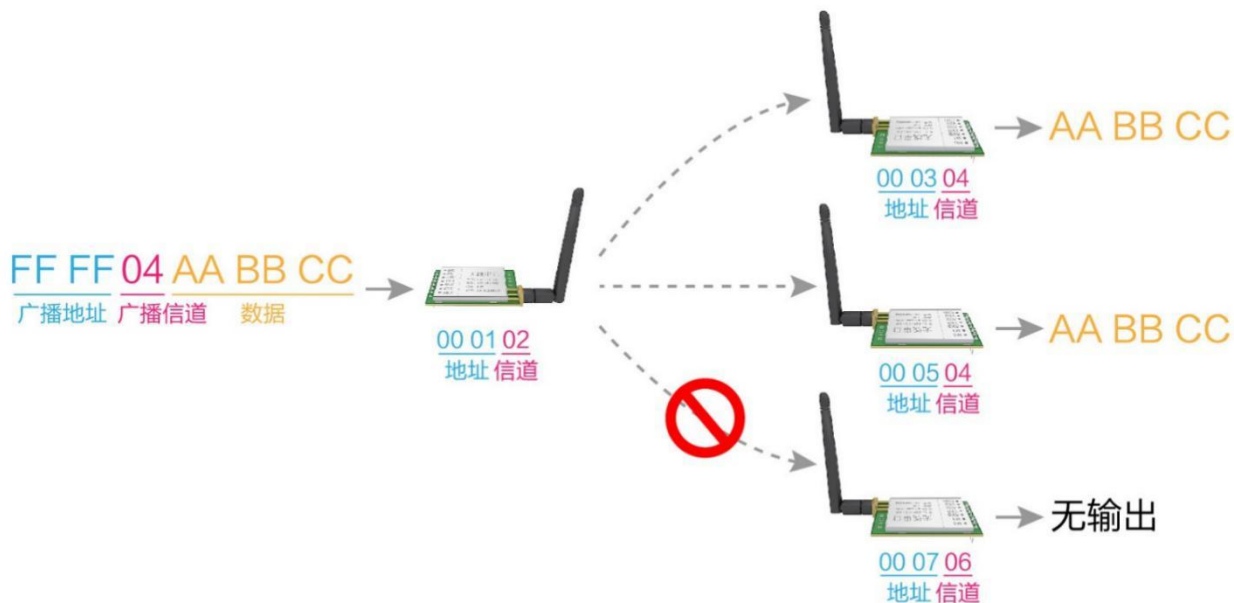 FF FF 04 AA BB CC
广播地址 广播信道 数据
00 01 02
地址 信道
AA BB CC
00 03 04
地址 信道
AA BB CC
00 05 04
地址 信道
无输出
00 07 06
地址 信道